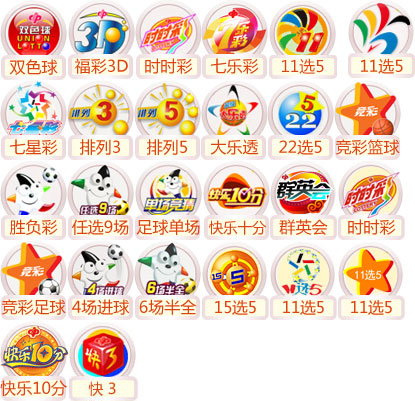 双色球
UNION
LOTTO
3D
时时彩
彩
11
双色球 福彩3D 时时彩 七乐彩 11选5 11选5
七星彩
排列 3
排列 5
5
22
竞彩
七星彩 排列3 排列5 大乐透 22选5 竞彩篮球
任选9场
单场竞猜
快乐10分
群英会
时时彩
胜负彩 任选9场 足球单场 快乐十分 群英会 时时彩
竞彩
4场进球
6场半全
15
5
11选5
11选5
竞彩足球 4场进球 6场半全 15选5 11选5 11选5
快乐10分
快3
快乐10分 快 3